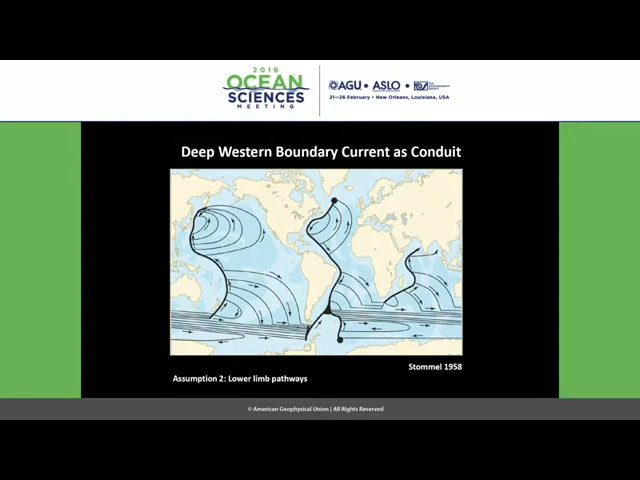 2016
OCEAN
SCIENCES
MEETING
AGU • ASLO •
21–26 February • New Orleans, Louisiana, USA
Deep Western Boundary Current as Conduit
Stommel 1958
Assumption 2: Lower limb pathways
© American Geophysical Union | All Rights Reserved